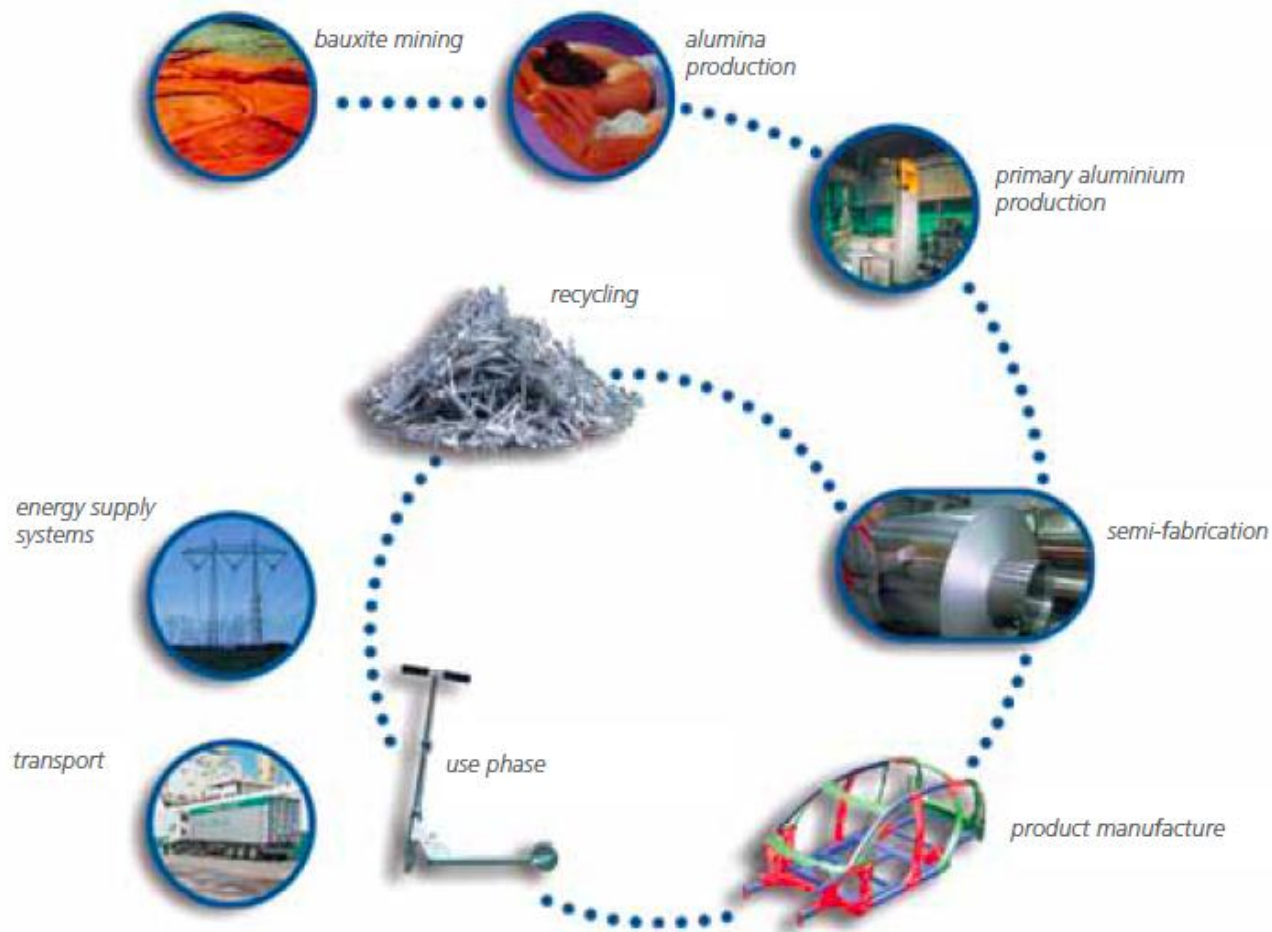 bauxite mining
alumina
production
primary aluminium
production
recycling
energy supply
systems
semi-fabrication
transport
use phase
product manufacture